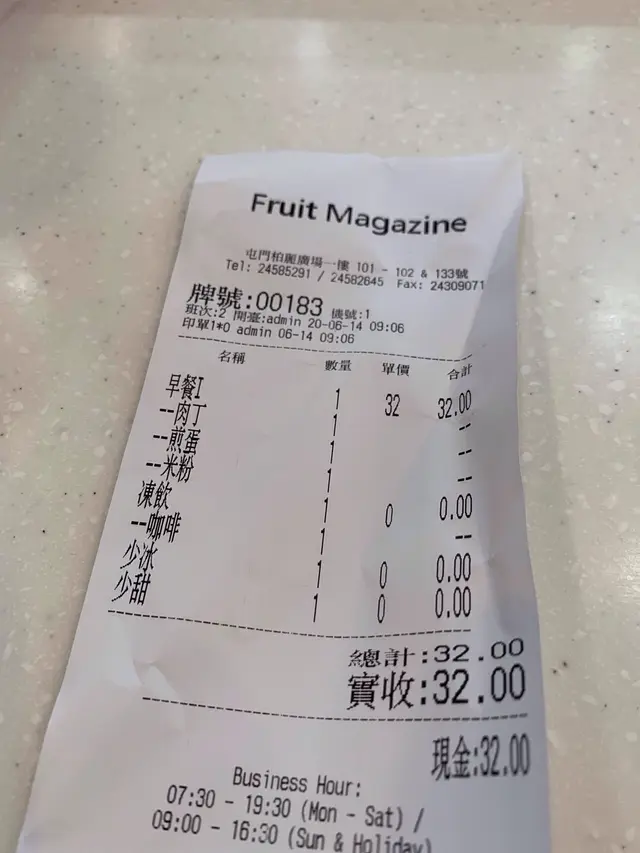 Fruit Magazine
屯門柏麗廣場一樓 101 - 102 & 133號
Tel: 24585291 / 24582645 Fax: 24309071
牌號:00183 機號:1
班次:2 開臺:admin 20-06-14 09:06
印單1*0 admin 06-14 09:06
名稱 數量 單價 合計
早餐I 1 32 32.00
--肉丁 1 --
--煎蛋 1 --
--米粉 1 --
凍飲 1 0 0.00
--咖啡 1 --
少冰 1 0 0.00
少甜 1 0 0.00
總計:32.00
實收:32.00
現金:32.00
Business Hour:
07:30 - 19:30 (Mon - Sat) /
09:00 - 16:30 (Sun & Holiday)